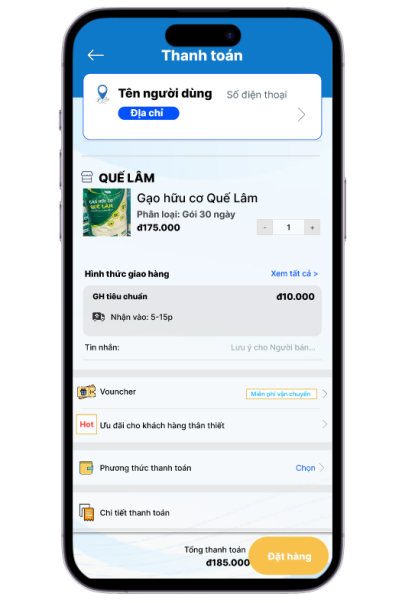 Thanh toán
Tên người dùng Số điện thoại
Địa chỉ
QUẾ LÂM
GẠO HỮU CƠ
QUẾ LÂM
Gạo hữu cơ Quế Lâm
Phân loại: Gói 30 ngày
đ175.000
- 1 +
Hình thức giao hàng Xem tất cả >
GH tiêu chuẩn đ10.000
Nhận vào: 5-15p
Tin nhắn: Lưu ý cho Người bán...
Vouncher Miễn phí vận chuyển
Hot Ưu đãi cho khách hàng thân thiết
Phương thức thanh toán Chọn
Chi tiết thanh toán
Tổng thanh toán
đ185.000
Đặt hàng